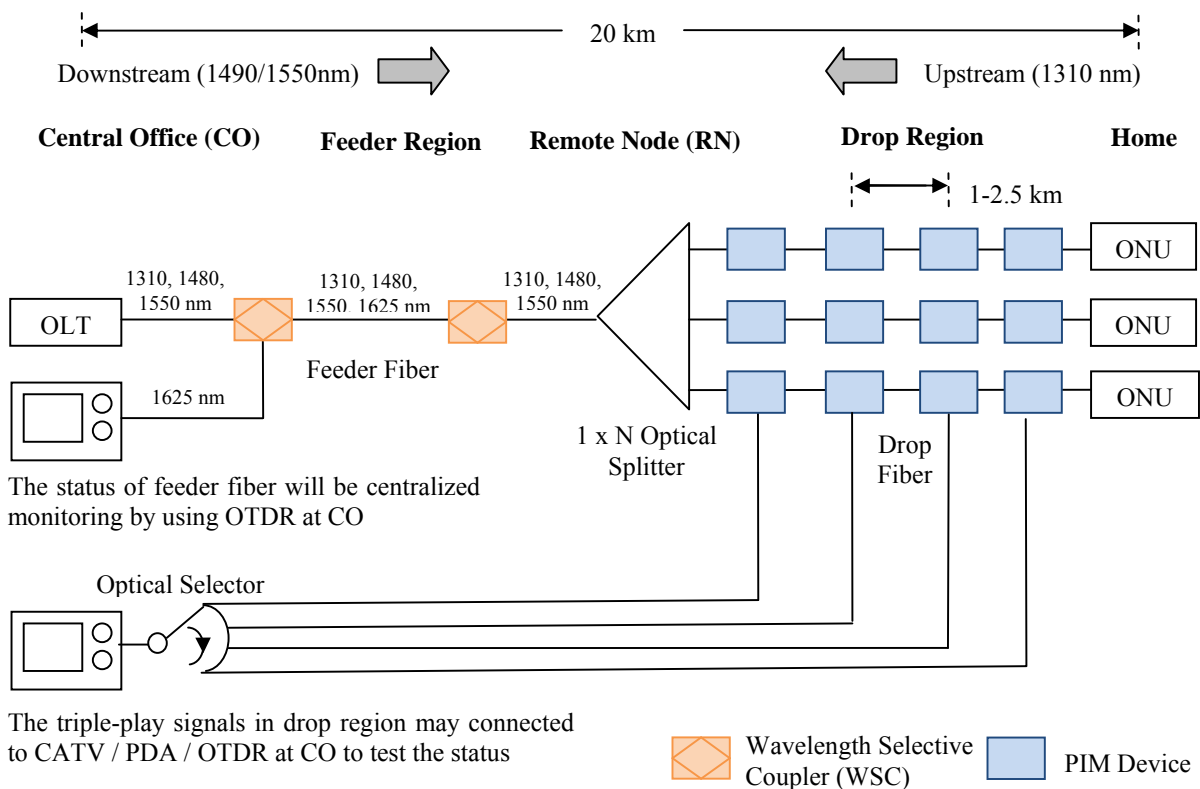 20 km
Downstream (1490/1550nm)
Upstream (1310 nm)
Central Office (CO)
Feeder Region
Remote Node (RN)
Drop Region
Home
1-2.5 km
1310, 1480,
1550 nm
1310, 1480,
1550, 1625 nm
1310, 1480,
1550 nm
OLT
ONU
ONU
ONU
Feeder Fiber
1625 nm
1 x N Optical
Splitter
Drop
Fiber
The status of feeder fiber will be centralized
monitoring by using OTDR at CO
Optical Selector
The triple-play signals in drop region may connected
to CATV / PDA / OTDR at CO to test the status
Wavelength Selective
Coupler (WSC)
PIM Device